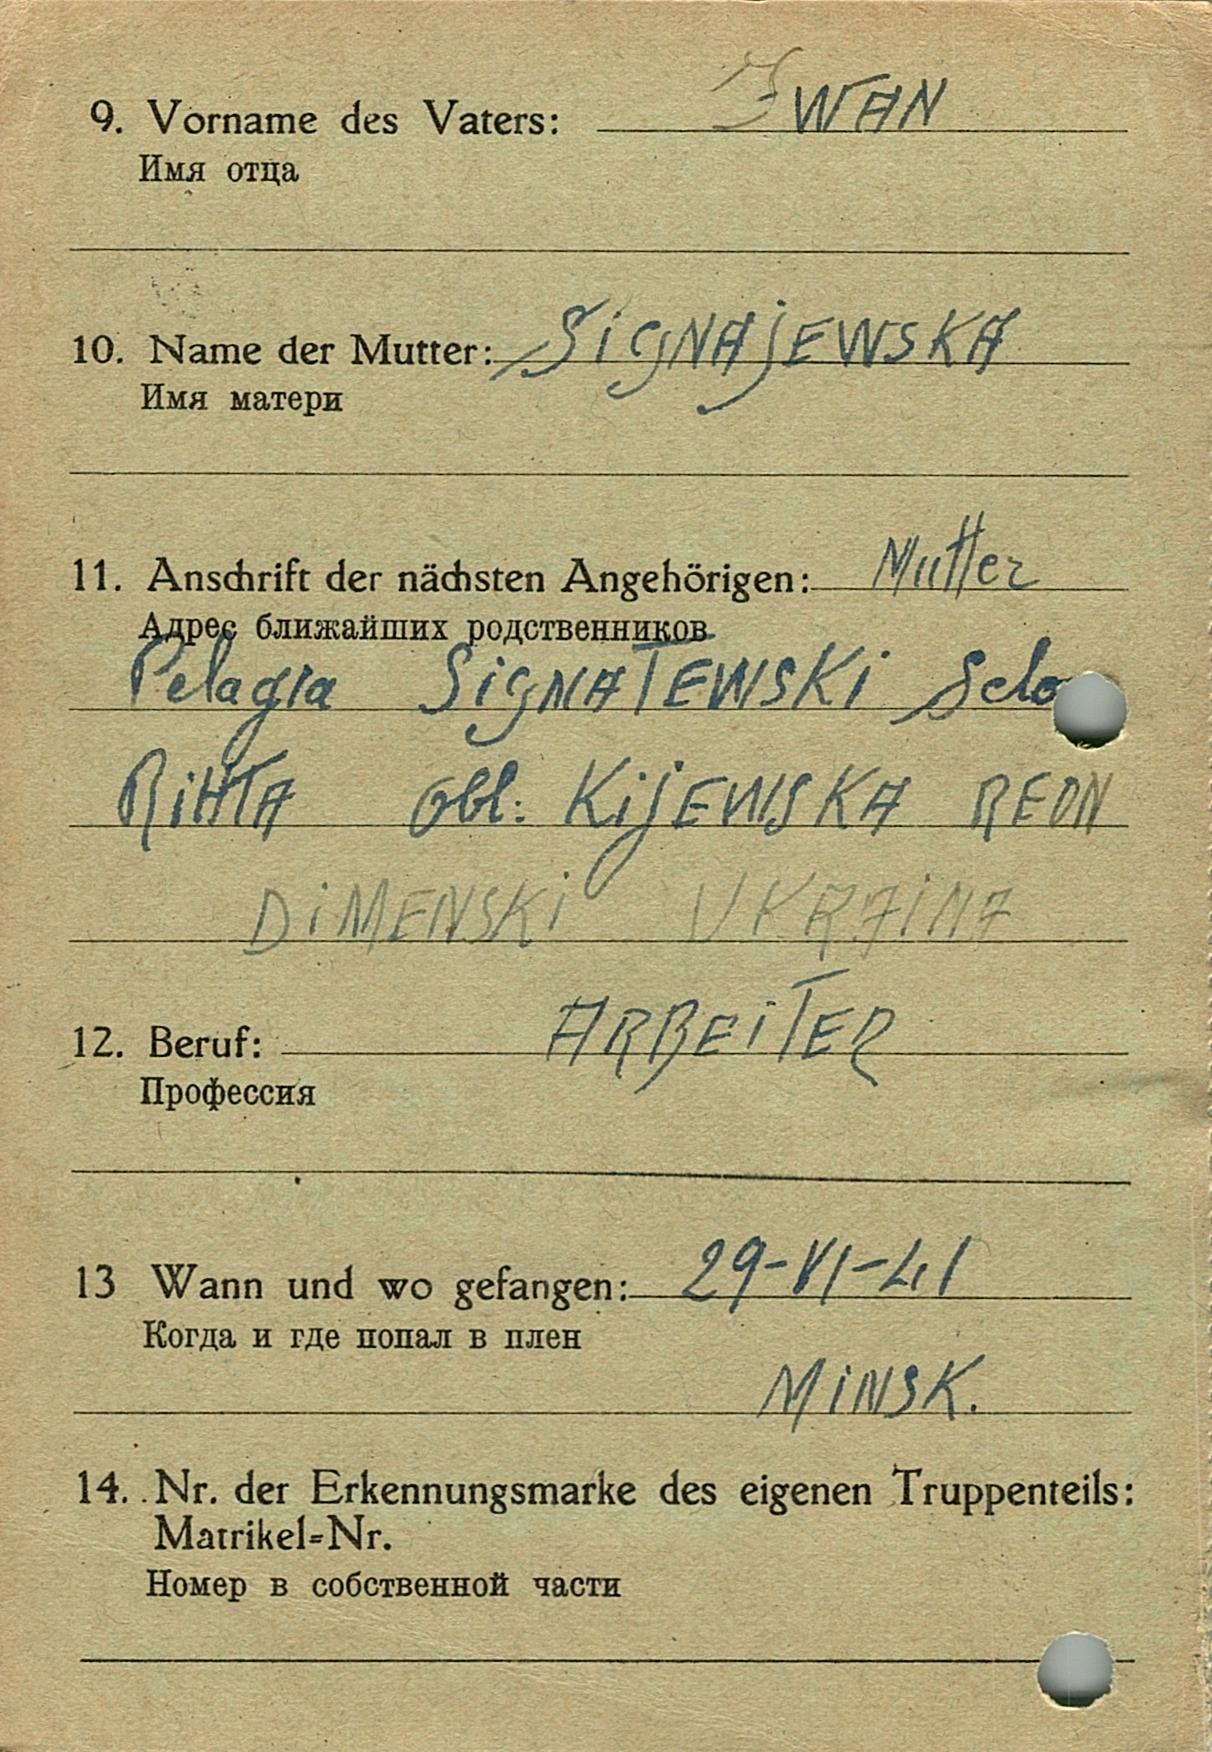 9. Vorname des Vaters: IWAN
Имя отца
10. Name der Mutter: SiGNAjEWSKA
Имя матери
11. Anschrift der nächsten Angehörigen: Mutter
Адрес ближайших родственников
Pelagia SiGNATEWSKi Selo
RiHTA obl: KijEWSKA REON
DiMENSKi UKRAiNA
12. Beruf: ARBEiTER
Профессия
13 Wann und wo gefangen: 29-VI-41
Когда и где попал в плен
MiNSK.
14. Nr. der Erkennungsmarke des eigenen Truppenteils:
Matrikel=Nr.
Номер в собственной части